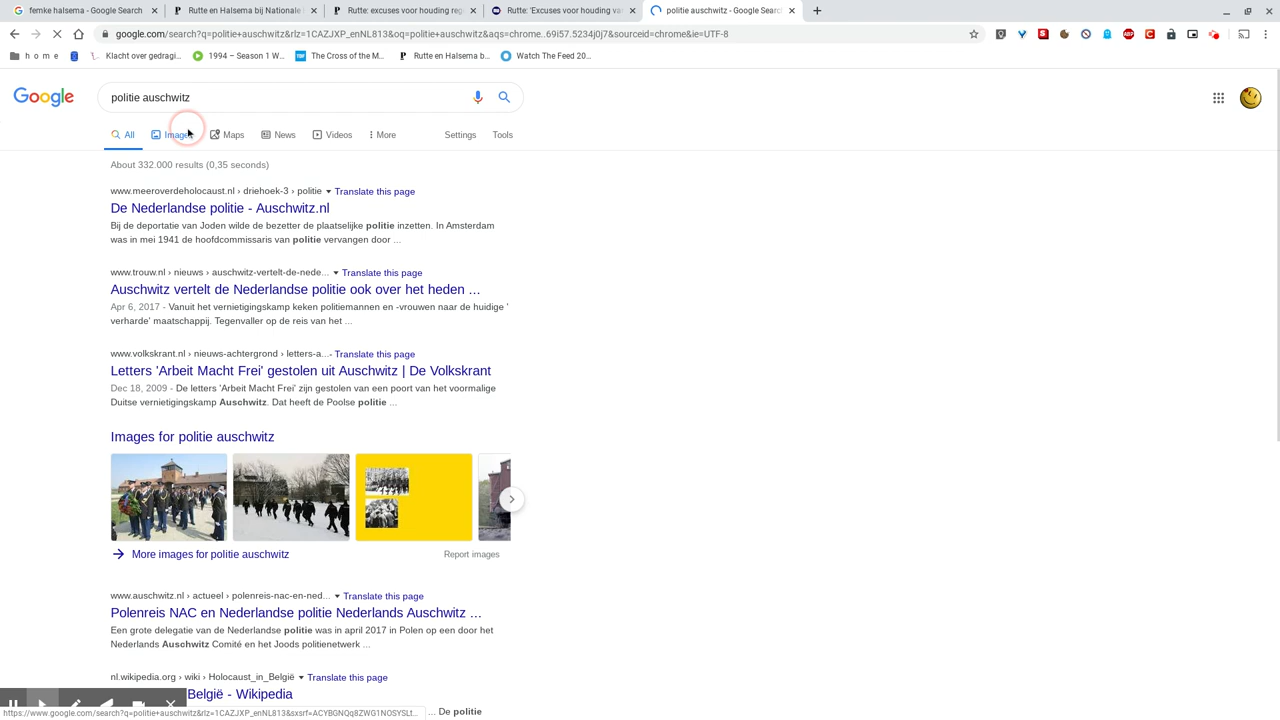 femke halsema - Google Search
Rutte en Halsema bij Nationale
Rutte: excuses voor houding reg
Rutte: 'Excuses voor houding va
politie auschwitz - Google Searc
google.com/search?q=politie+auschwitz&rlz=1CAZJXP_enNL813&oq=politie+auschwitz&aqs=chrome..69i57.5234j0j7&sourceid=chrome&ie=UTF-8
h o m e
Klacht over gedragi...
1994 – Season 1 W...
The Cross of the M...
Rutte en Halsema b...
Watch The Feed 20...
Google
politie auschwitz
All
Images
Maps
News
Videos
More
Settings
Tools
About 332.000 results (0,35 seconds)
www.meeroverdeholocaust.nl › driehoek-3 › politie Translate this page
De Nederlandse politie - Auschwitz.nl
Bij de deportatie van Joden wilde de bezetter de plaatselijke politie inzetten. In Amsterdam
was in mei 1941 de hoofdcommissaris van politie vervangen door ...
www.trouw.nl › nieuws › auschwitz-vertelt-de-nede... Translate this page
Auschwitz vertelt de Nederlandse politie ook over het heden ...
Apr 6, 2017 - Vanuit het vernietigingskamp keken politiemannen en -vrouwen naar de huidige '
verharde' maatschappij. Tegenvaller op de reis van het ...
www.volkskrant.nl › nieuws-achtergrond › letters-a... Translate this page
Letters 'Arbeit Macht Frei' gestolen uit Auschwitz | De Volkskrant
Dec 18, 2009 - De letters 'Arbeit Macht Frei' zijn gestolen van een poort van het voormalige
Duitse vernietigingskamp Auschwitz. Dat heeft de Poolse politie ...
Images for politie auschwitz
More images for politie auschwitz
Report images
www.auschwitz.nl › actueel › polenreis-nac-en-ned... Translate this page
Polenreis NAC en Nederlandse politie Nederlands Auschwitz ...
Een grote delegatie van de Nederlandse politie was in april 2017 in Polen op een door het
Nederlands Auschwitz Comité en het Joods politienetwerk ...
nl.wikipedia.org › wiki › Holocaust_in_België Translate this page
België - Wikipedia
... De politie
https://www.google.com/search?q=politie+auschwitz&rlz=1CAZJXP_enNL813&sxsrf=ACYBGNQq8ZWG1NOSYSLt...